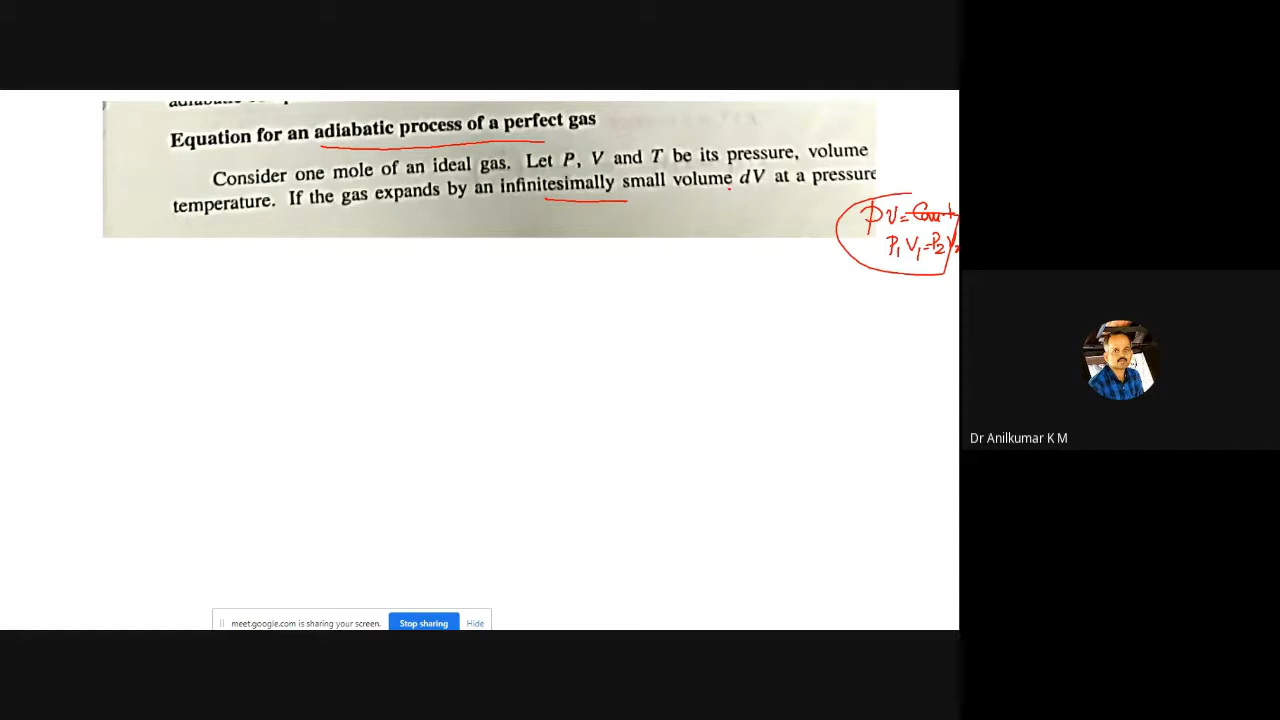 Equation for an adiabatic process of a perfect gas
Consider one mole of an ideal gas. Let P, V and T be its pressure, volume
temperature. If the gas expands by an infinitesimally small volume dV at a pressure
PV = Const
P₁V₁ = P₂V₂
Dr Anilkumar K M
meet.google.com is sharing your screen. Stop sharing Hide